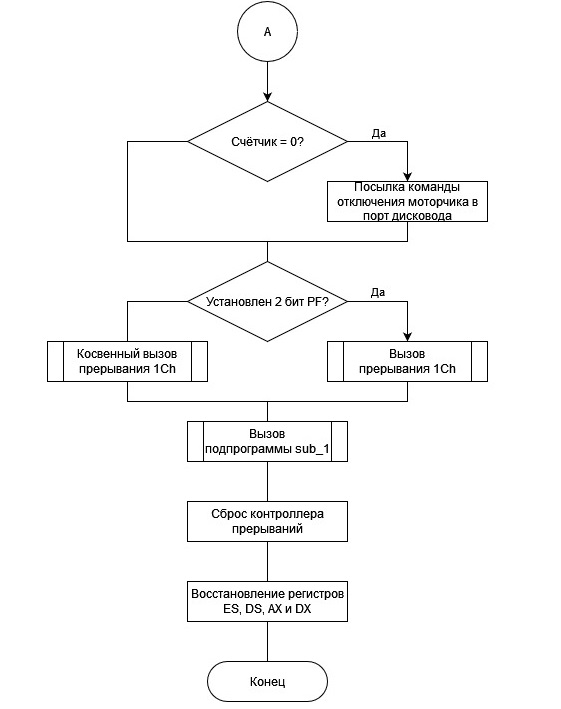 A
Счётчик = 0?
Да
Посылка команды
отключения моторчика в
порт дисковода
Установлен 2 бит PF?
Да
Косвенный вызов
прерывания 1Ch
Вызов
прерывания 1Ch
Вызов
подпрограммы sub_1
Сброс контроллера
прерываний
Восстановление регистров
ES, DS, AX и DX
Конец